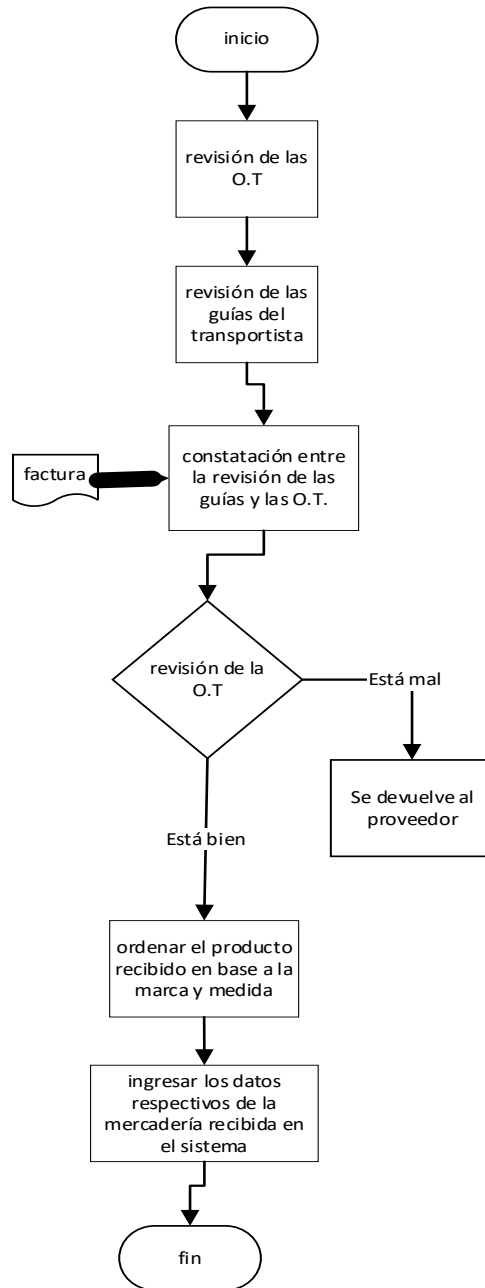 inicio
revisión de las
O.T
revisión de las
guías del
transportista
factura
constatación entre
la revisión de las
guías y las O.T.
revisión de la
O.T
Está mal
Se devuelve al
proveedor
Está bien
ordenar el producto
recibido en base a la
marca y medida
ingresar los datos
respectivos de la
mercadería recibida en
el sistema
fin